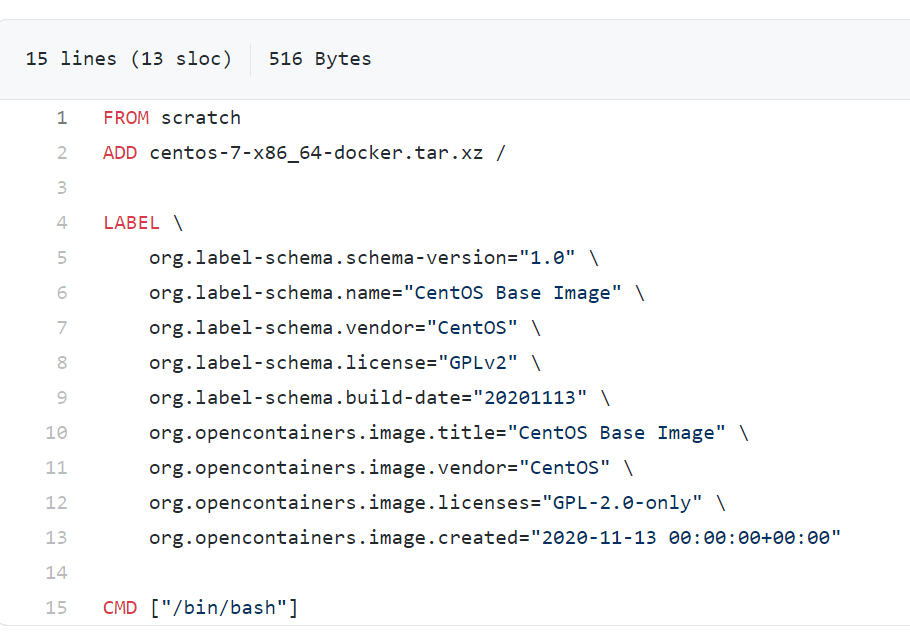 15 lines (13 sloc) 516 Bytes
1 FROM scratch
2 ADD centos-7-x86_64-docker.tar.xz /
3
4 LABEL \
5     org.label-schema.schema-version="1.0" \
6     org.label-schema.name="CentOS Base Image" \
7     org.label-schema.vendor="CentOS" \
8     org.label-schema.license="GPLv2" \
9     org.label-schema.build-date="20201113" \
10     org.opencontainers.image.title="CentOS Base Image" \
11     org.opencontainers.image.vendor="CentOS" \
12     org.opencontainers.image.licenses="GPL-2.0-only" \
13     org.opencontainers.image.created="2020-11-13 00:00:00+00:00"
14
15 CMD ["/bin/bash"]